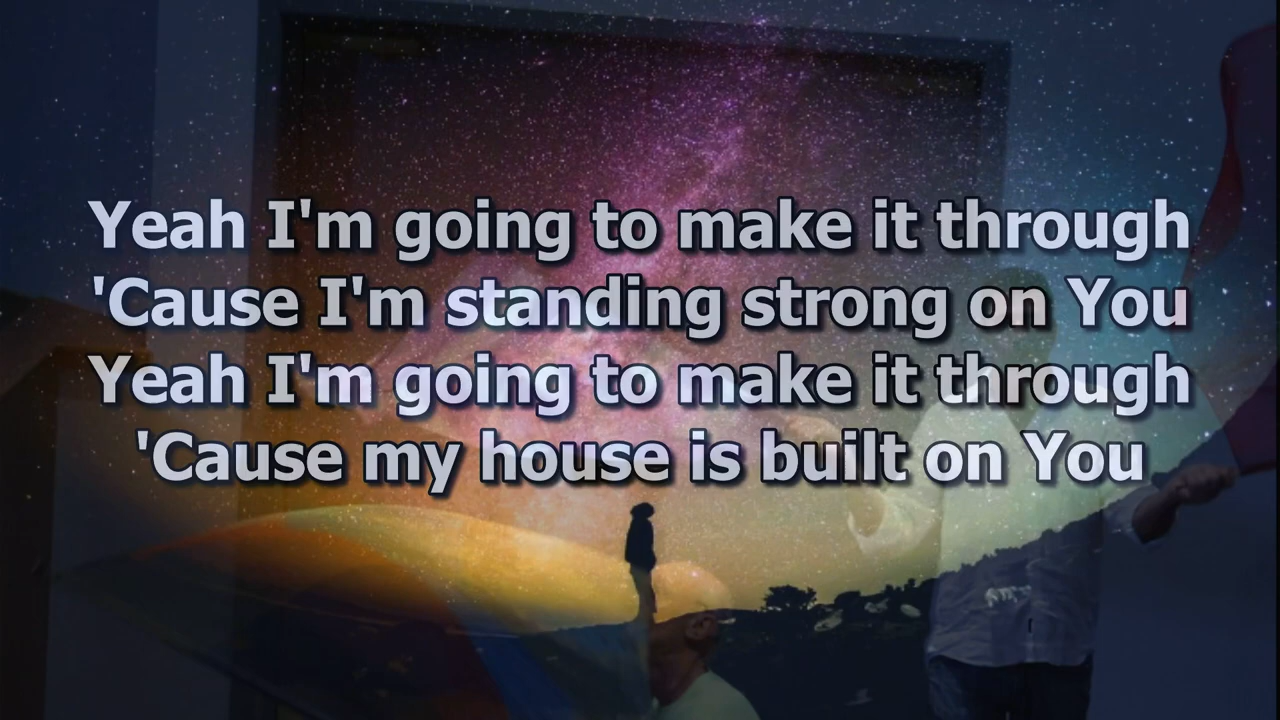 Yeah I'm going to make it through
'Cause I'm standing strong on You
Yeah I'm going to make it through
'Cause my house is built on You